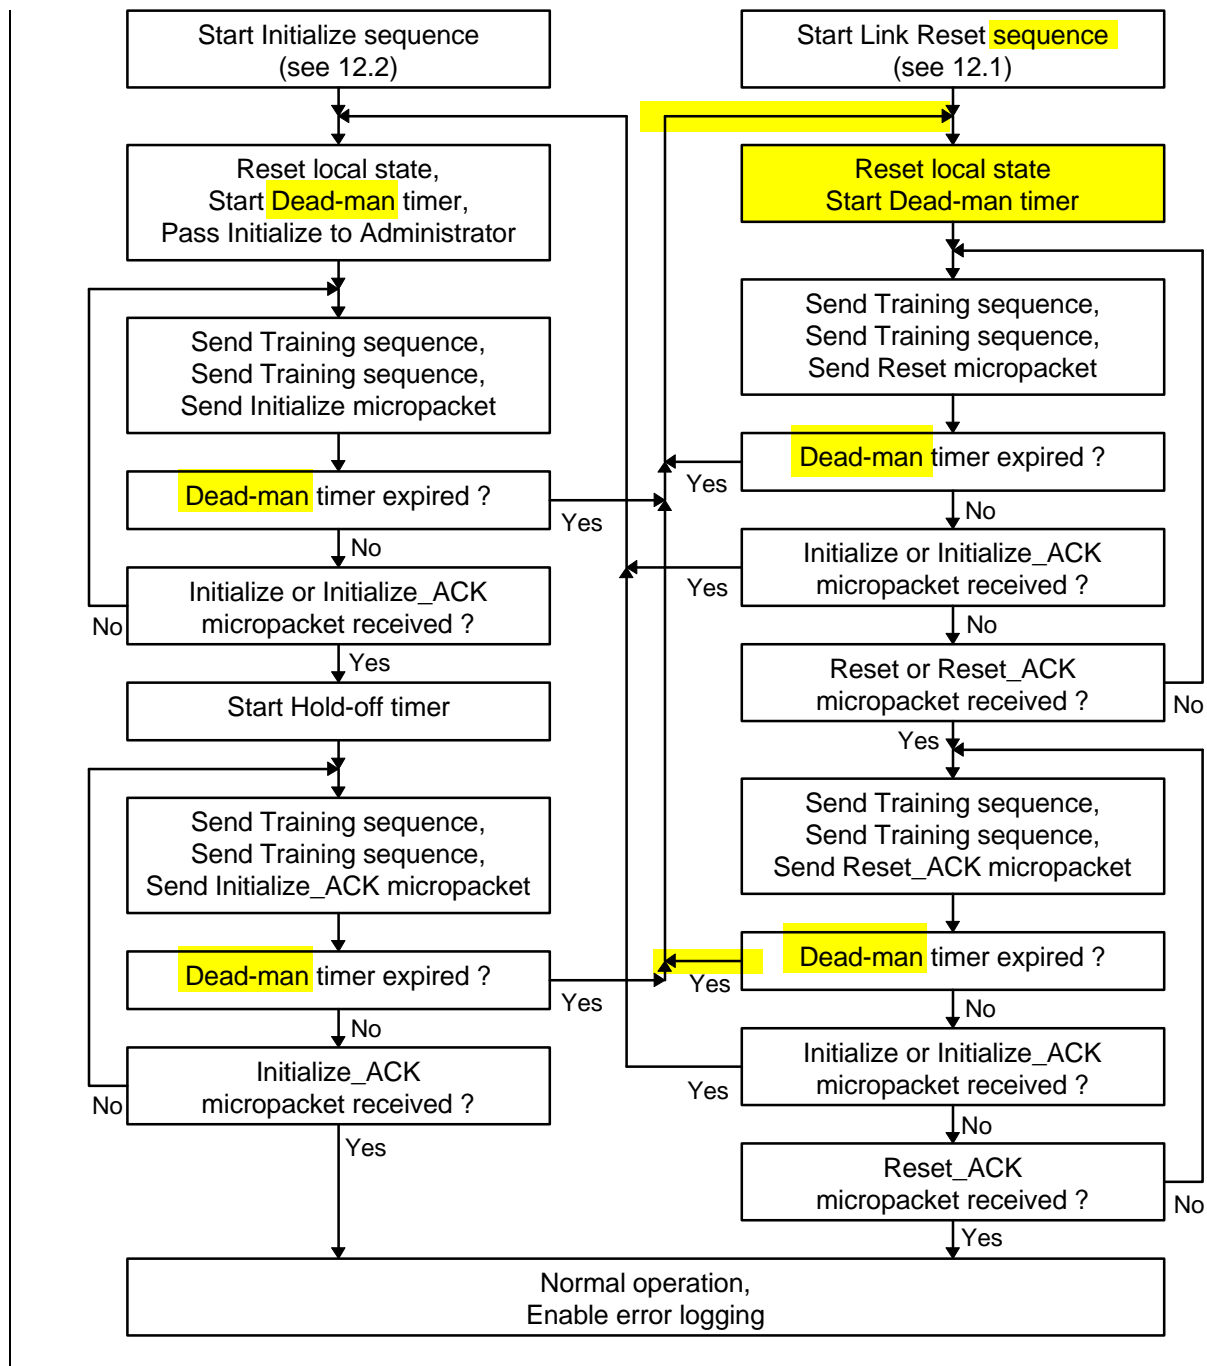 Start Initialize sequence
(see 12.2)
Reset local state,
Start Dead-man timer,
Pass Initialize to Administrator
Send Training sequence,
Send Training sequence,
Send Initialize micropacket
Dead-man timer expired ?
Yes
No
Initialize or Initialize_ACK
micropacket received ?
No
Yes
Start Hold-off timer
Send Training sequence,
Send Training sequence,
Send Initialize_ACK micropacket
Dead-man timer expired ?
Yes
No
Initialize_ACK
micropacket received ?
No
Yes
Start Link Reset sequence
(see 12.1)
Reset local state
Start Dead-man timer
Send Training sequence,
Send Training sequence,
Send Reset micropacket
Dead-man timer expired ?
Yes
No
Initialize or Initialize_ACK
micropacket received ?
Yes
No
Reset or Reset_ACK
micropacket received ?
No
Yes
Send Training sequence,
Send Training sequence,
Send Reset_ACK micropacket
Dead-man timer expired ?
Yes
No
Initialize or Initialize_ACK
micropacket received ?
Yes
No
Reset_ACK
micropacket received ?
No
Yes
Normal operation,
Enable error logging